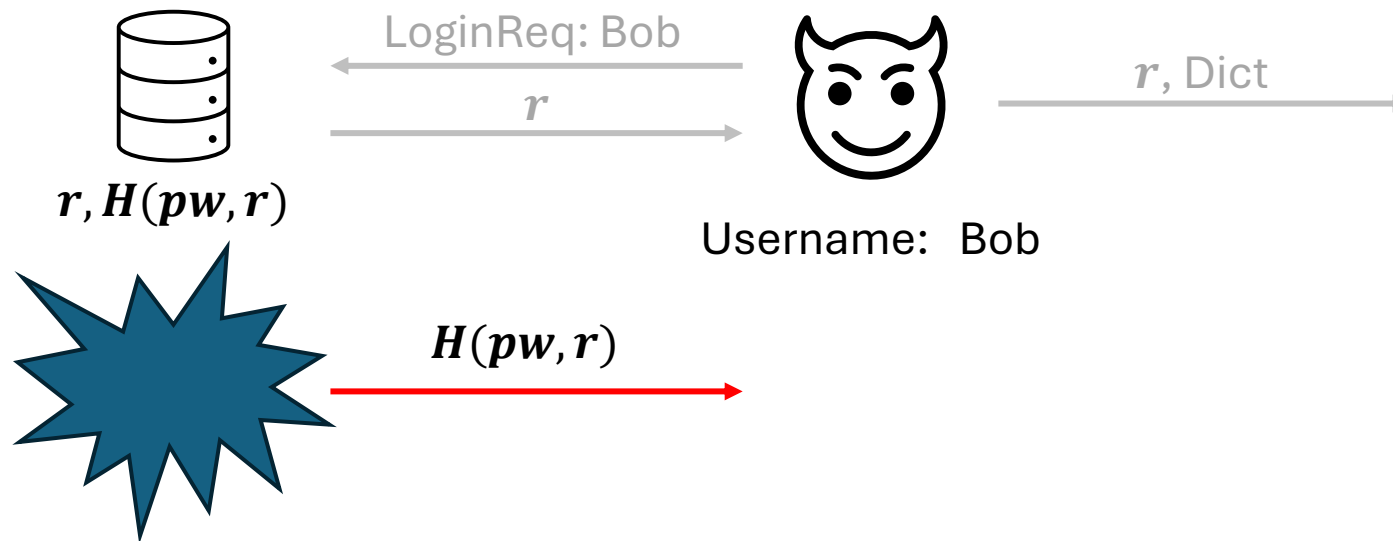 LoginReq: Bob
r
r, Dict
r, H(pw, r)
Username: Bob
H(pw, r)